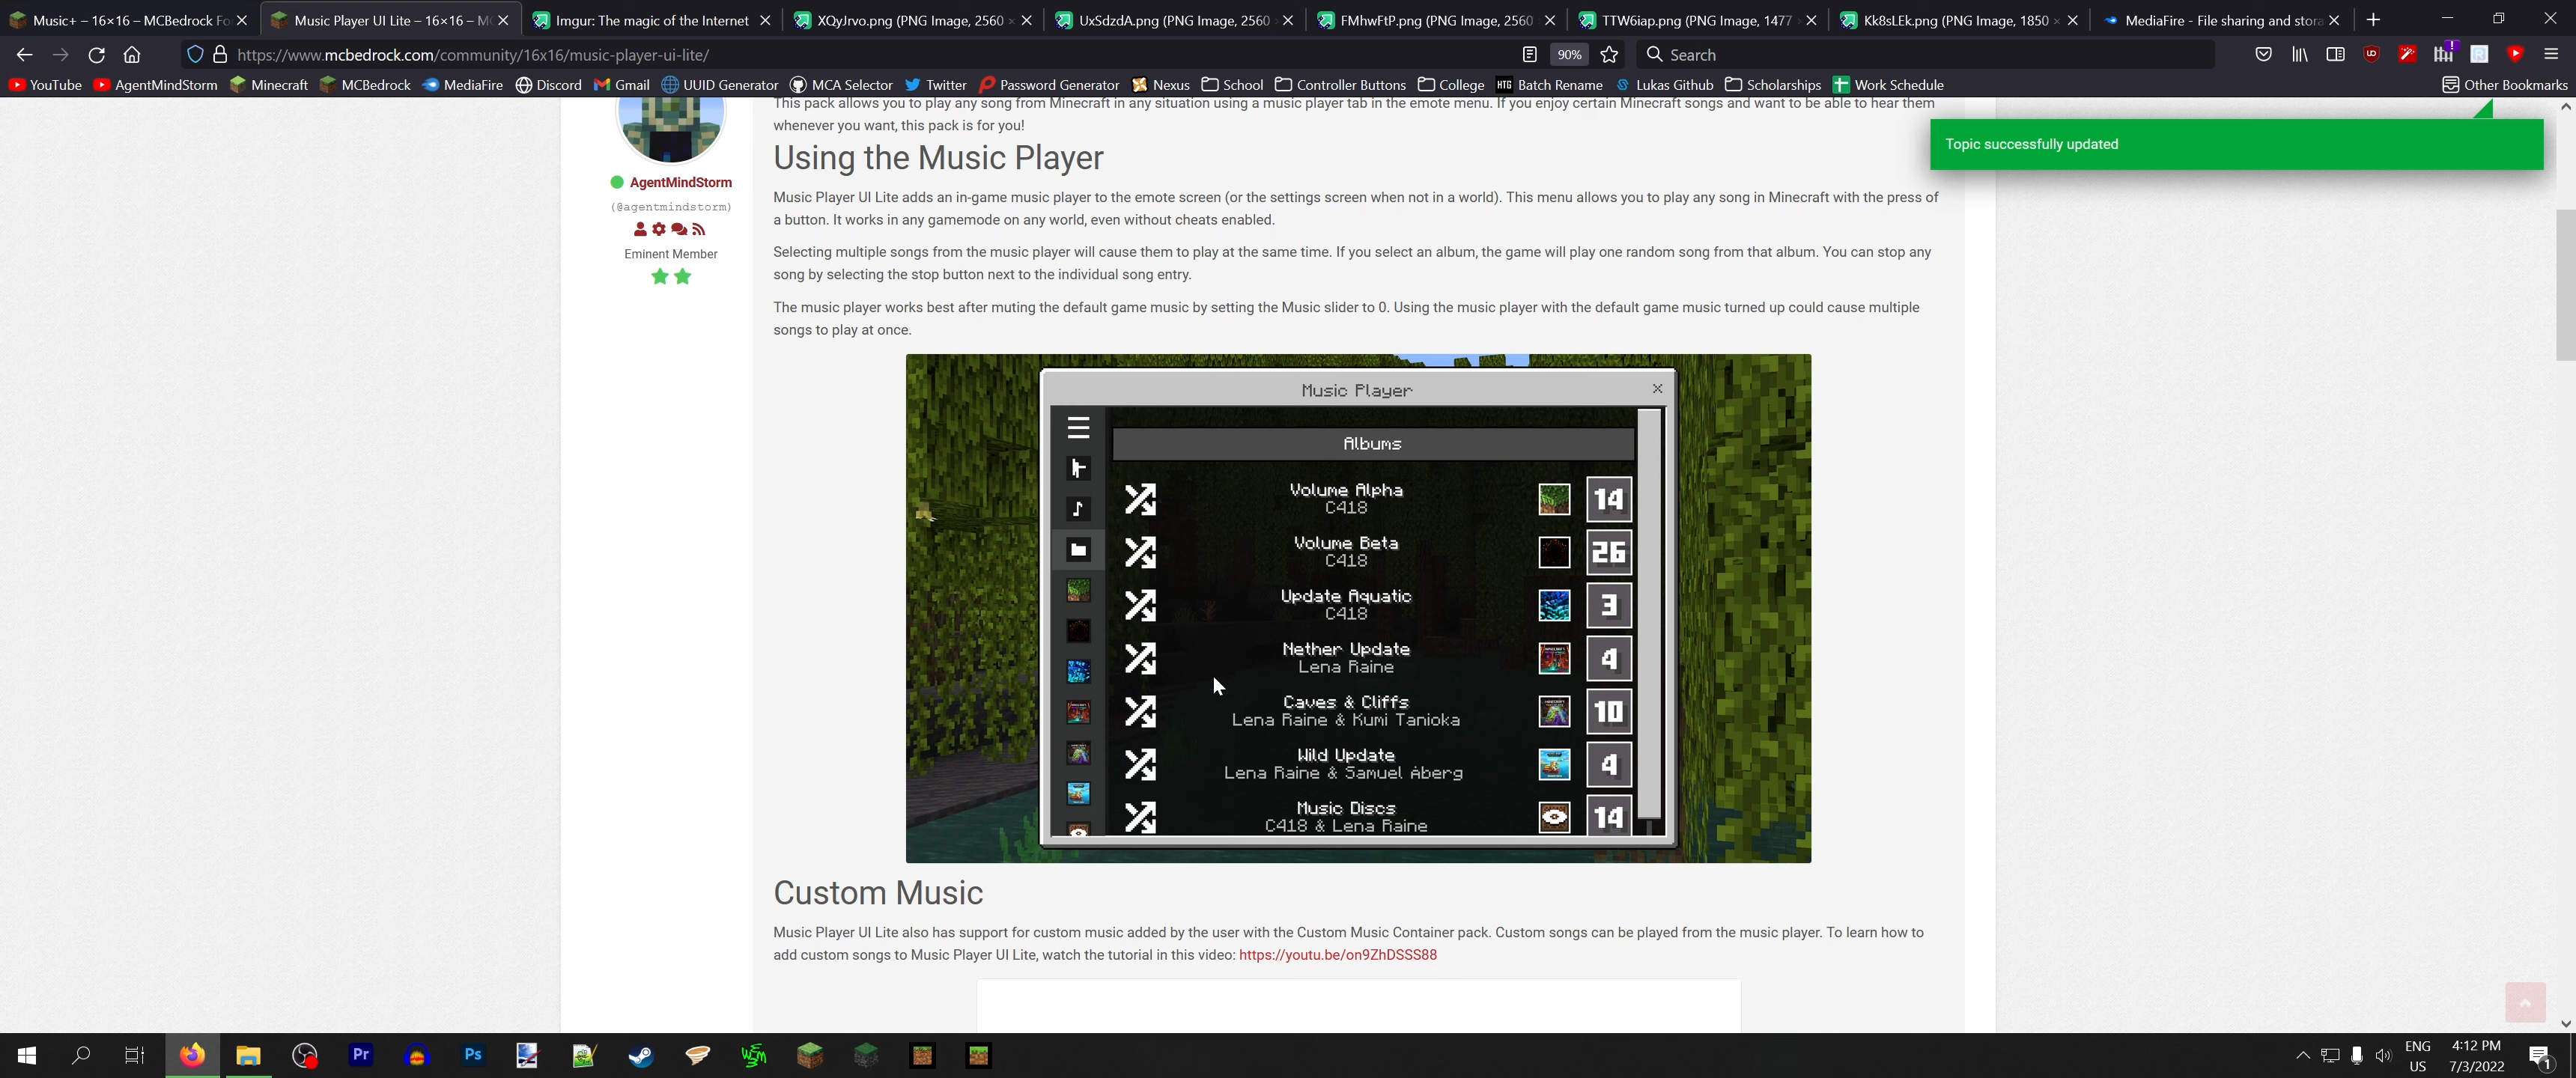 Music+ – 16×16 – MCBedrock Fo
Music Player UI Lite – 16×16 – M
Imgur: The magic of the Internet
XQyJrvo.png (PNG Image, 2560 ×
UxSdzdA.png (PNG Image, 2560
FMhwFtP.png (PNG Image, 2560
TTW6iap.png (PNG Image, 1477
Kk8sLEk.png (PNG Image, 1850 ×
MediaFire - File sharing and stora
https://www.mcbedrock.com/community/16x16/music-player-ui-lite/
90%
Search
YouTube
AgentMindStorm
Minecraft
MCBedrock
MediaFire
Discord
Gmail
UUID Generator
MCA Selector
Twitter
Password Generator
Nexus
School
Controller Buttons
College
HTG Batch Rename
Lukas Github
Scholarships
Work Schedule
Other Bookmarks
This pack allows you to play any song from Minecraft in any situation using a music player tab in the emote menu. If you enjoy certain Minecraft songs and want to be able to hear them
whenever you want, this pack is for you!
Topic successfully updated
AgentMindStorm
(@agentmindstorm)
Eminent Member
Using the Music Player
Music Player UI Lite adds an in-game music player to the emote screen (or the settings screen when not in a world). This menu allows you to play any song in Minecraft with the press of
a button. It works in any gamemode on any world, even without cheats enabled.
Selecting multiple songs from the music player will cause them to play at the same time. If you select an album, the game will play one random song from that album. You can stop any
song by selecting the stop button next to the individual song entry.
The music player works best after muting the default game music by setting the Music slider to 0. Using the music player with the default game music turned up could cause multiple
songs to play at once.
Music Player
Albums
Volume Alpha
C418
14
Volume Beta
C418
26
Update Aquatic
C418
3
Nether Update
Lena Raine
4
Caves & Cliffs
Lena Raine & Kumi Tanioka
10
Wild Update
Lena Raine & Samuel Åberg
4
Music Discs
C418 & Lena Raine
14
Custom Music
Music Player UI Lite also has support for custom music added by the user with the Custom Music Container pack. Custom songs can be played from the music player. To learn how to
add custom songs to Music Player UI Lite, watch the tutorial in this video: https://youtu.be/on9ZhDSSS88
Pr
Ps
ENG
US
4:12 PM
7/3/2022
1